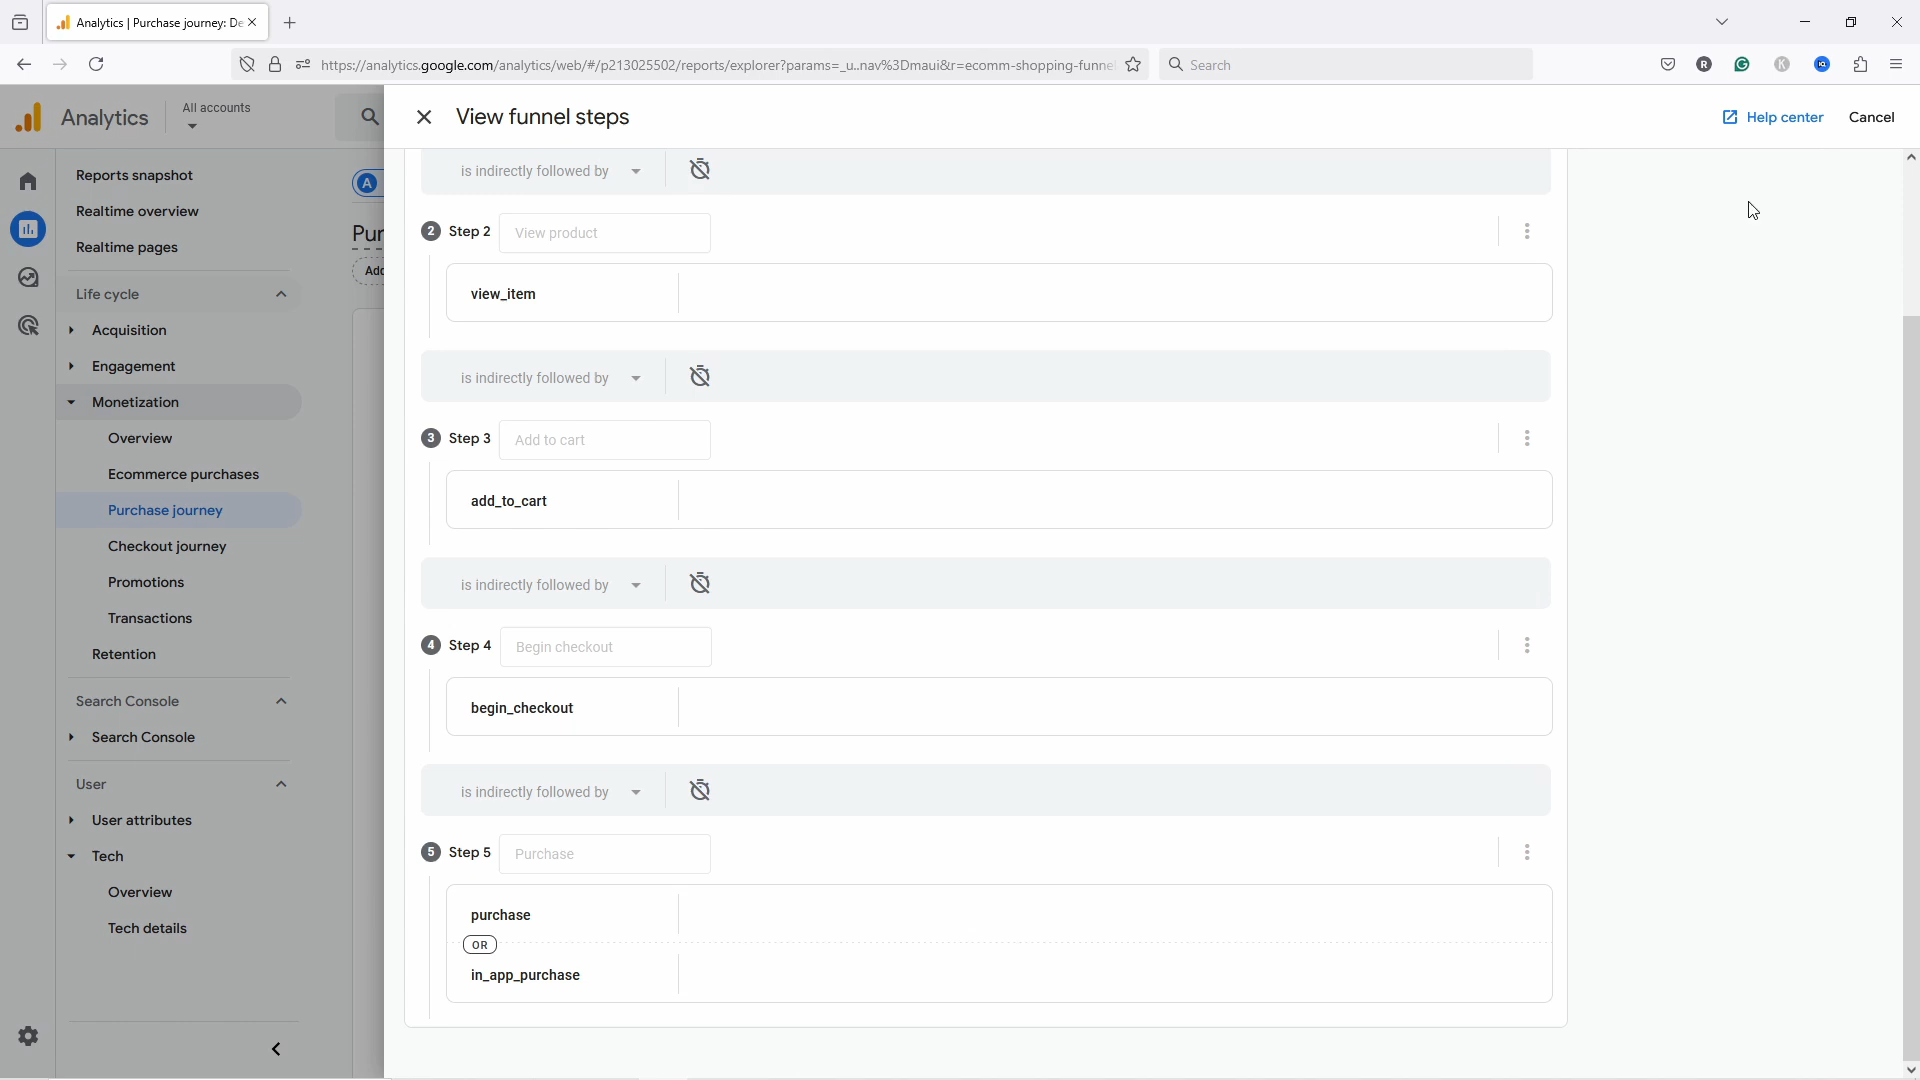 Analytics | Purchase journey: De
https://analytics.google.com/analytics/web/#/p213025502/reports/explorer?params=_u..nav%3Dmaui&r=ecomm-shopping-funne
Search
Analytics
All accounts
View funnel steps
Help center
Cancel
Reports snapshot
Realtime overview
Realtime pages
Life cycle
Acquisition
Engagement
Monetization
Overview
Ecommerce purchases
Purchase journey
Checkout journey
Promotions
Transactions
Retention
Search Console
Search Console
User
User attributes
Tech
Overview
Tech details
A
Pur
Add
is indirectly followed by
2 Step 2 View product
view_item
is indirectly followed by
3 Step 3 Add to cart
add_to_cart
is indirectly followed by
4 Step 4 Begin checkout
begin_checkout
is indirectly followed by
5 Step 5 Purchase
purchase
OR
in_app_purchase